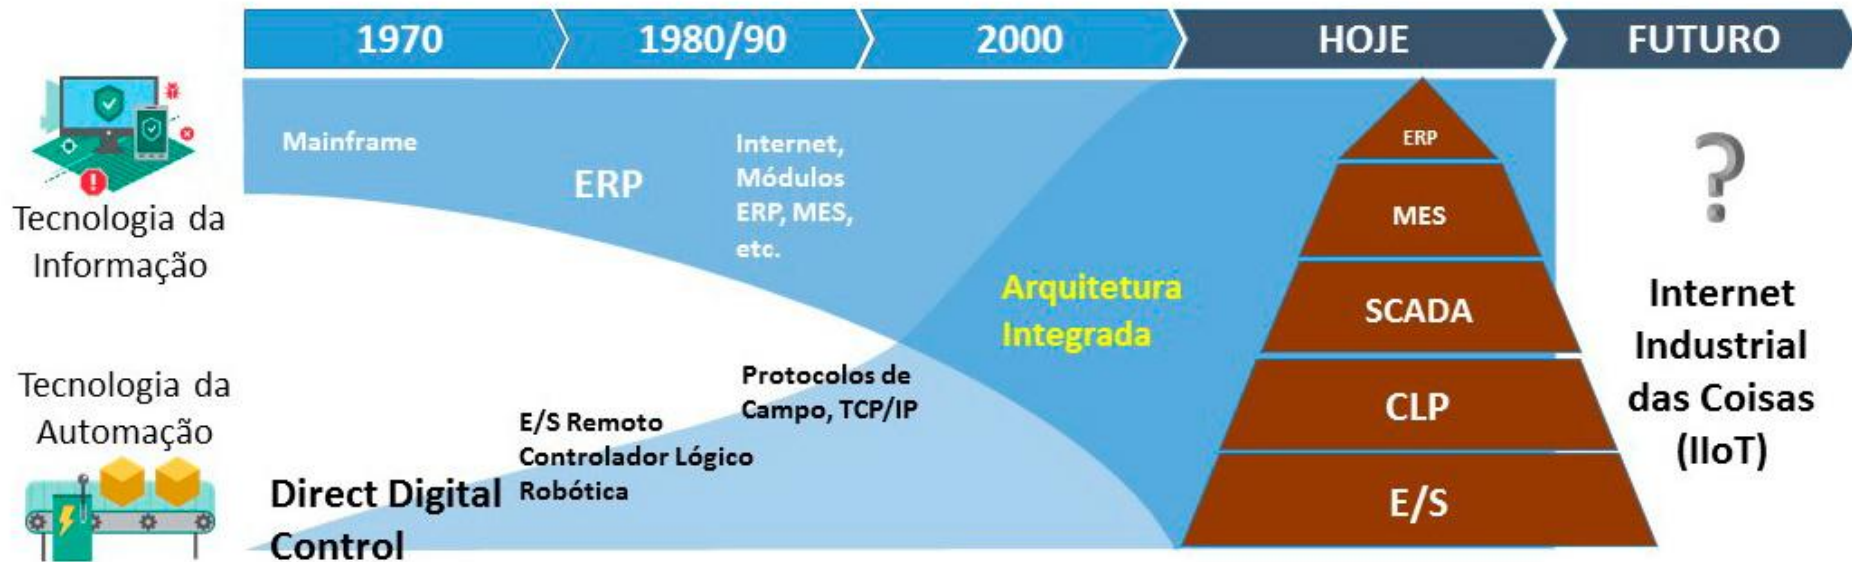 1970
1980/90
2000
HOJE
FUTURO
Tecnologia da
Informação
Mainframe
ERP
Internet,
Módulos
ERP, MES,
etc.
Arquitetura
Integrada
Tecnologia da
Automação
Direct Digital
Control
E/S Remoto
Controlador Lógico
Robótica
Protocolos de
Campo, TCP/IP
ERP
MES
SCADA
CLP
E/S
?
Internet
Industrial
das Coisas
(IIoT)